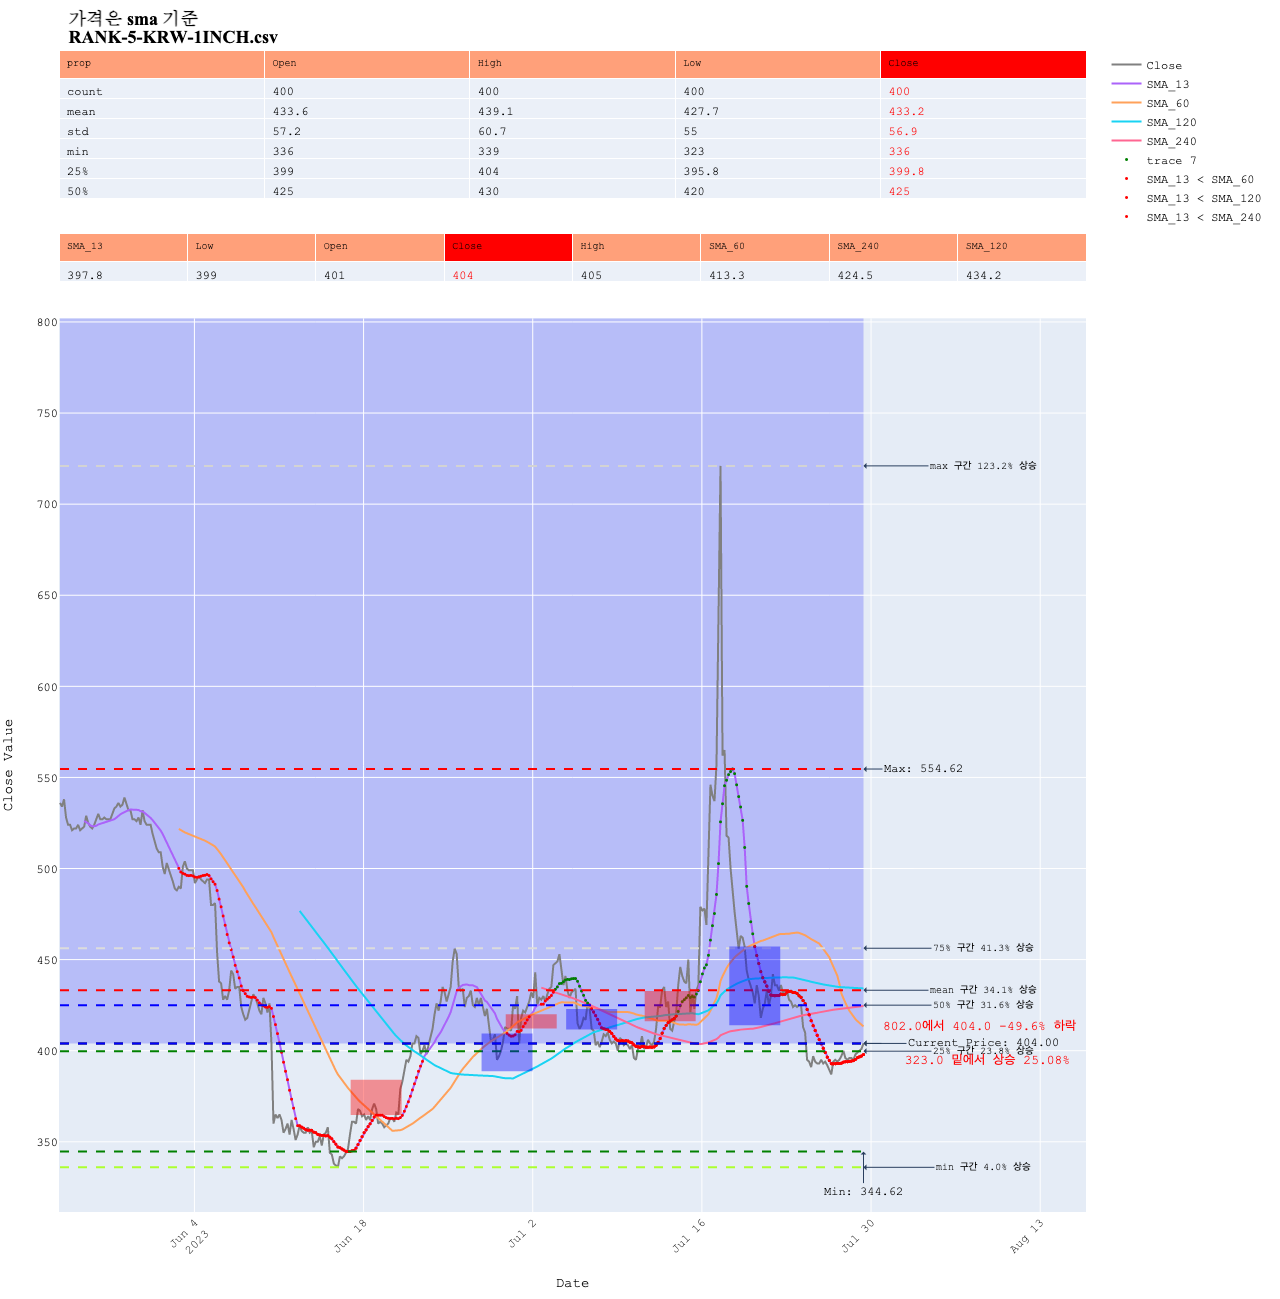 가격은 sma 기준
RANK-5-KRW-1INCH.csv
prop Open High Low Close
count 400 400 400 400
mean 433.6 439.1 427.7 433.2
std 57.2 60.7 55 56.9
min 336 339 323 336
25% 399 404 395.8 399.8
50% 425 430 420 425
SMA_13 Low Open Close High SMA_60 SMA_240 SMA_120
397.8 399 401 404 405 413.3 424.5 434.2
Close
SMA_13
SMA_60
SMA_120
SMA_240
trace 7
SMA_13 < SMA_60
SMA_13 < SMA_120
SMA_13 < SMA_240
Close Value
800
750
700
650
600
550
500
450
400
350
max 구간 123.2% 상승
Max: 554.62
75% 구간 41.3% 상승
mean 구간 34.1% 상승
50% 구간 31.6% 상승
802.0에서 404.0 -49.6% 하락
Current Price: 404.00
25% 구간 23.8% 상승
323.0 밑에서 상승 25.08%
min 구간 4.0% 상승
Min: 344.62
Jun 4
2023
Jun 18
Jul 2
Jul 16
Jul 30
Aug 13
Date